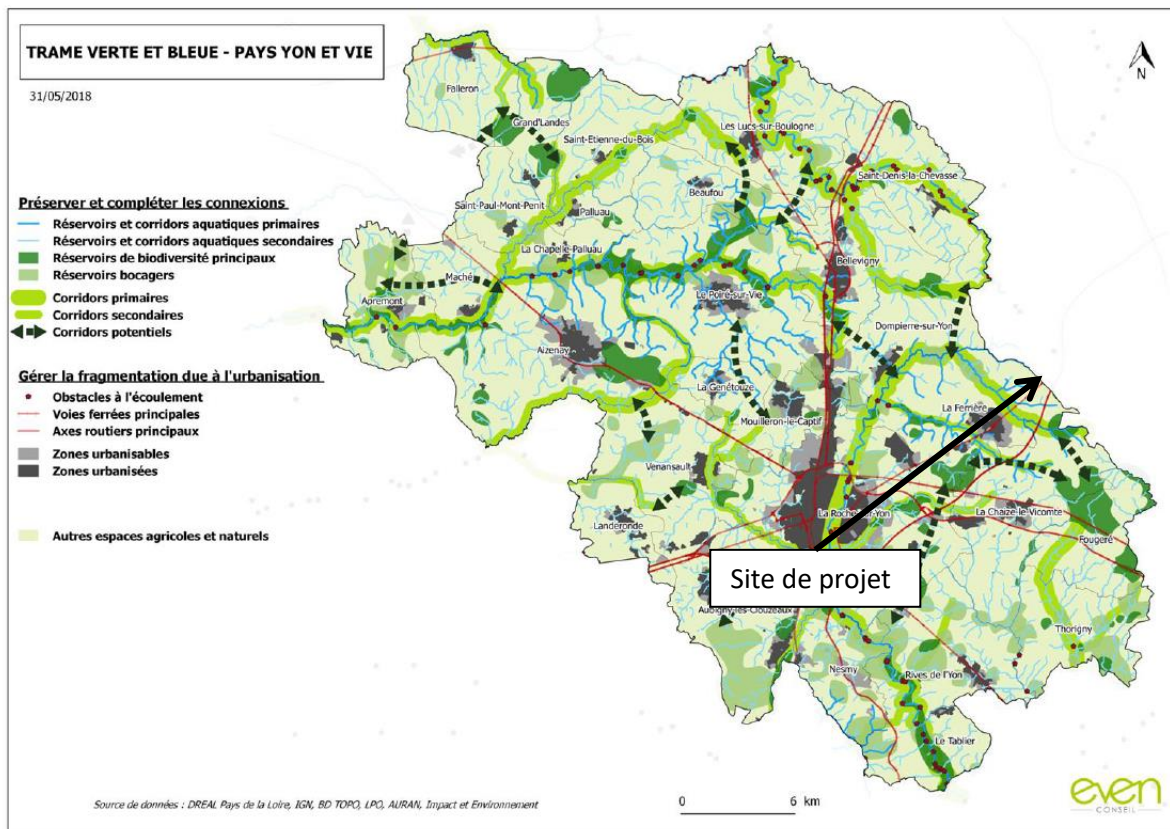 TRAME VERTE ET BLEUE - PAYS YON ET VIE
31/05/2018
N
Préserver et compléter les connexions
Réservoirs et corridors aquatiques primaires
Réservoirs et corridors aquatiques secondaires
Réservoirs de biodiversité principaux
Réservoirs bocagers
Corridors primaires
Corridors secondaires
Corridors potentiels
Gérer la fragmentation due à l'urbanisation
Obstacles à l'écoulement
Voies ferrées principales
Axes routiers principaux
Zones urbanisables
Zones urbanisées
Autres espaces agricoles et naturels
Falleron
Grand'Landes
Saint-Etienne-du-Bois
Les Lucs-sur-Boulogne
Saint-Denis-la-Chevasse
Beaufou
Saint-Paul-Mont-Penit
Palluau
La Chapelle-Palluau
Bellevigny
Maché
Le Poiré-sur-Vie
Apremont
Dompierre-sur-Yon
Aizenay
La Genétouze
La Ferrière
Mouilleron-le-Captif
Venansault
La Roche-sur-Yon
La Chaize-le-Vicomte
Landeronde
Fougeré
Site de projet
Aubigny-les-Clouzeaux
Thorigny
Nesmy
Rives de l'Yon
Le Tablier
Source de données : DREAL Pays de la Loire, IGN, BD TOPO, LPO, AURAN, Impact et Environnement
0 6 km
even
CONSEIL